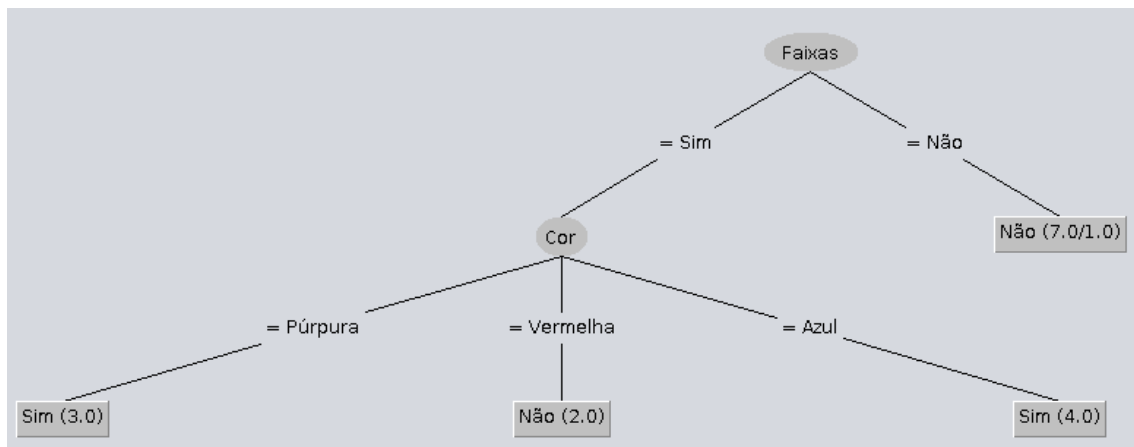 Faixas
= Sim
= Não
Não (7.0/1.0)
Cor
= Púrpura
= Vermelha
= Azul
Sim (3.0)
Não (2.0)
Sim (4.0)